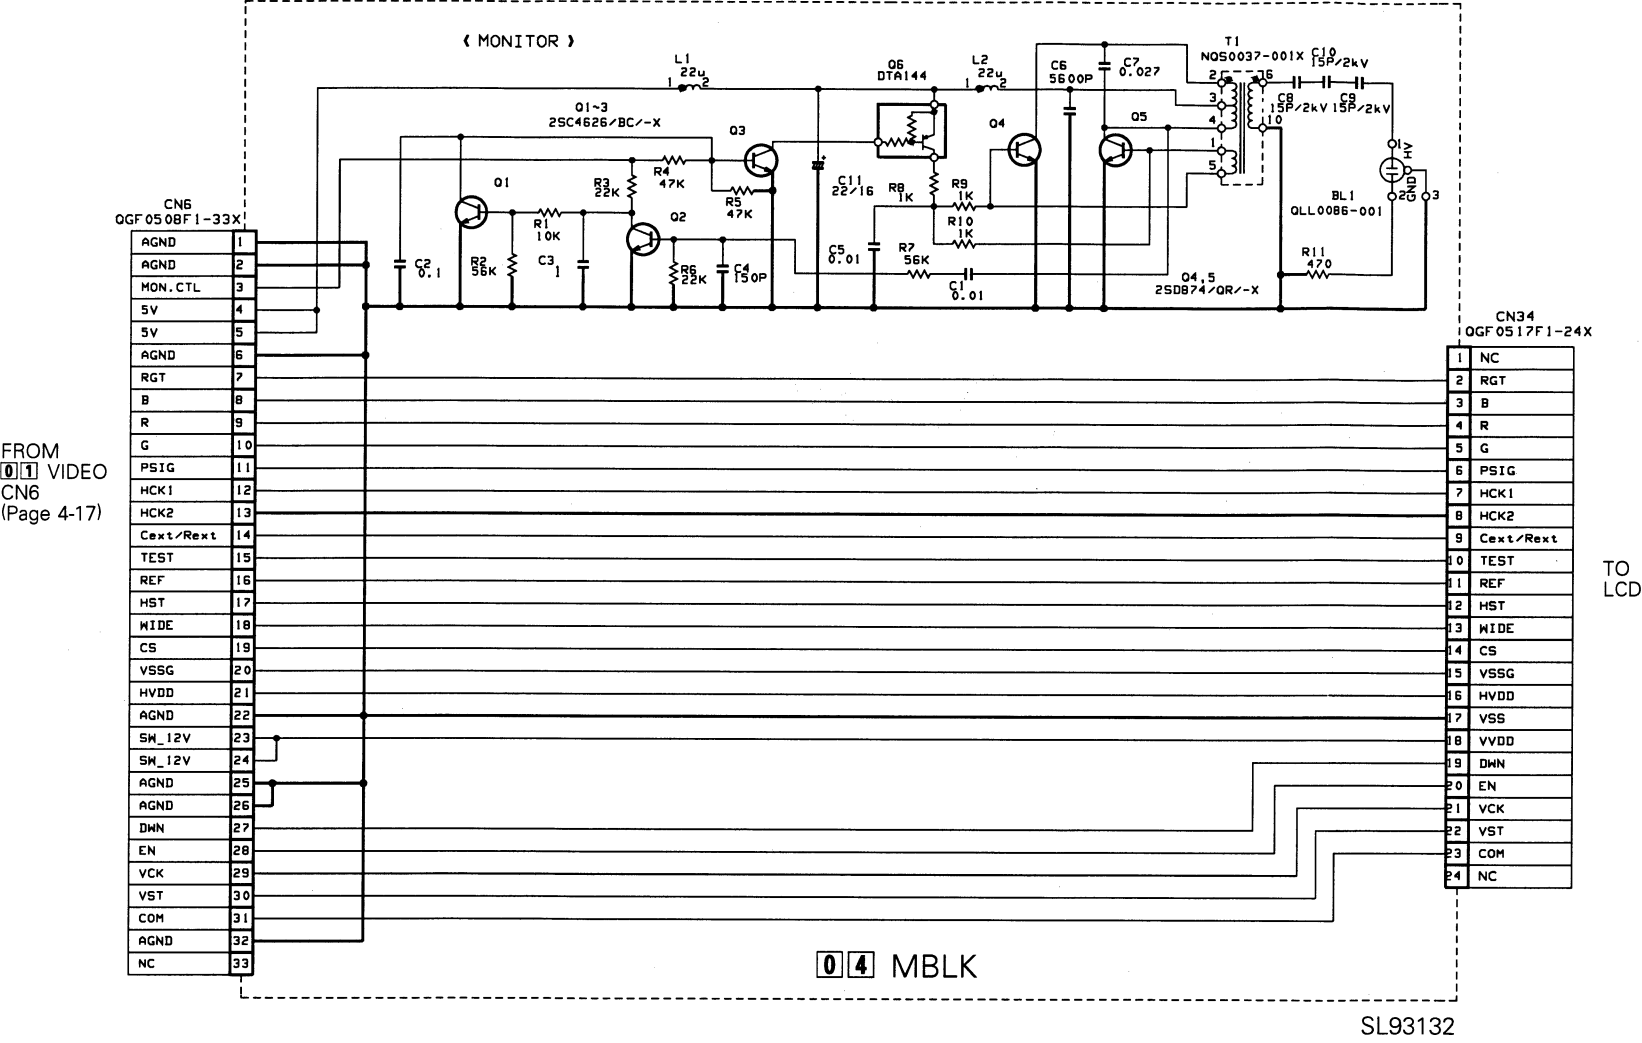 《 MONITOR 》
L1
22u
1 2
Q6
DTA144
L2
22u
1 2
C6
5600P
C7
0.027
T1
NQS0037-001X
C10
15P/2kV
C8
15P/2kV
C9
15P/2kV
2
3
4
1
5
6
10
Q1~3
2SC4626/BC/-X
Q3
Q4
Q5
R4
47K
R3
22K
R5
47K
Q1
Q2
R1
10K
R2
56K
C2
0.1
C3
1
R6
22K
C4
150P
C11
22/16
+
R8
1K
R9
1K
R10
1K
C5
0.01
R7
56K
C1
0.01
Q4,5
2SD874/QR/-X
BL1
QLL0086-001
1
HV
GND
2
3
R11
470
CN6
QGF0508F1-33X
AGND 1
AGND 2
MON.CTL 3
5V 4
5V 5
AGND 6
RGT 7
B 8
R 9
G 10
PSIG 11
HCK1 12
HCK2 13
Cext/Rext 14
TEST 15
REF 16
HST 17
WIDE 18
CS 19
VSSG 20
HVDD 21
AGND 22
SW_12V 23
SW_12V 24
AGND 25
AGND 26
DWN 27
EN 28
VCK 29
VST 30
COM 31
AGND 32
NC 33
FROM
01 VIDEO
CN6
(Page 4-17)
CN34
QGF0517F1-24X
1 NC
2 RGT
3 B
4 R
5 G
6 PSIG
7 HCK1
8 HCK2
9 Cext/Rext
10 TEST
11 REF
12 HST
13 WIDE
14 CS
15 VSSG
16 HVDD
17 VSS
18 VVDD
19 DWN
20 EN
21 VCK
22 VST
23 COM
24 NC
TO
LCD
04 MBLK
SL93132